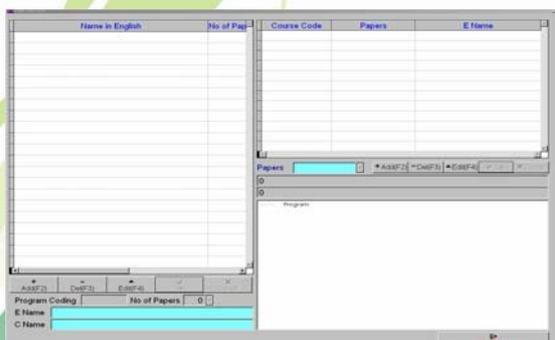 Name in English No of Pap
Course Code Papers E Name
Papers Add(F2) Del(F3) Edit(F4)
0
0
Program
Add(F2) Del(F3) Edit(F4)
Program Coding No of Papers 0
E Name
C Name